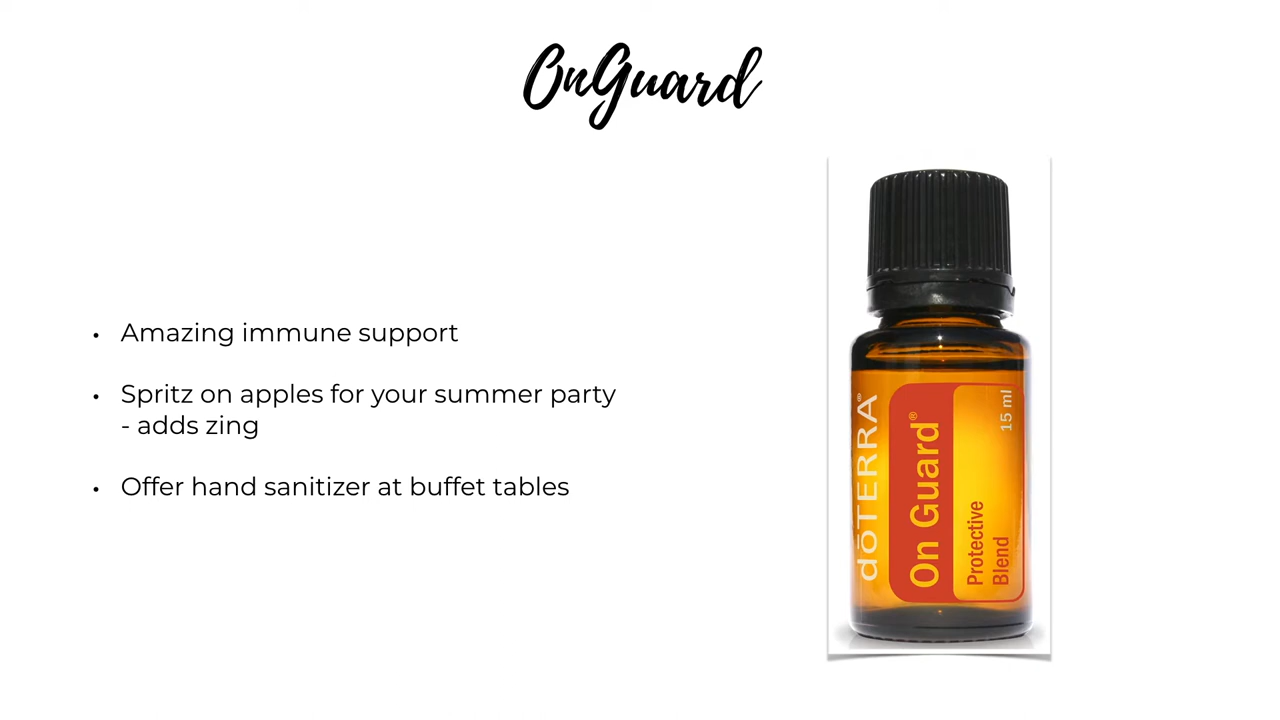 OnGuard
• Amazing immune support
• Spritz on apples for your summer party
- adds zing
• Offer hand sanitizer at buffet tables
dōTERRA®
On Guard®
Protective
Blend
15 ml